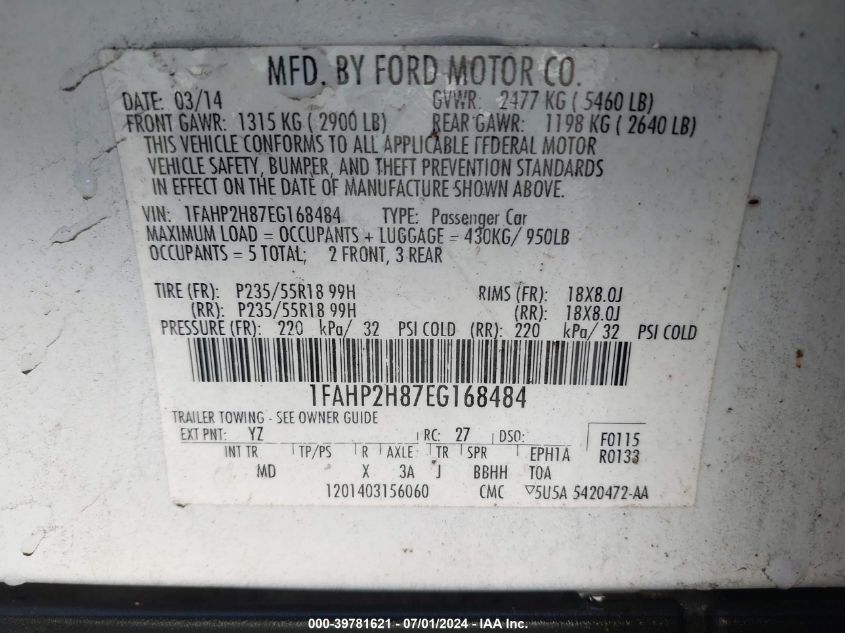 MFD. BY FORD MOTOR CO.
DATE: 03/14 GVWR: 2477 KG ( 5460 LB)
FRONT GAWR: 1315 KG ( 2900 LB) REAR GAWR: 1198 KG ( 2640 LB)
THIS VEHICLE CONFORMS TO ALL APPLICABLE FEDERAL MOTOR
VEHICLE SAFETY, BUMPER, AND THEFT PREVENTION STANDARDS
IN EFFECT ON THE DATE OF MANUFACTURE SHOWN ABOVE.
VIN: 1FAHP2H87EG168484 TYPE: Passenger Car
MAXIMUM LOAD = OCCUPANTS + LUGGAGE = 430KG/ 950LB
OCCUPANTS = 5 TOTAL; 2 FRONT, 3 REAR
TIRE (FR): P235/55R18 99H RIMS (FR): 18X8.0J
(RR): P235/55R18 99H (RR): 18X8.0J
PRESSURE (FR): 220 kPa/ 32 PSI COLD (RR): 220 kPa/ 32 PSI COLD
1FAHP2H87EG168484
TRAILER TOWING - SEE OWNER GUIDE
EXT PNT: YZ RC: 27 DSO: F0115
INT TR TP/PS R AXLE TR SPR EPH1A R0133
MD X 3A J BBHH TOA
1201403156060 CMC ▽5U5A 5420472-AA
000-39781621 - 07/01/2024 - IAA Inc.